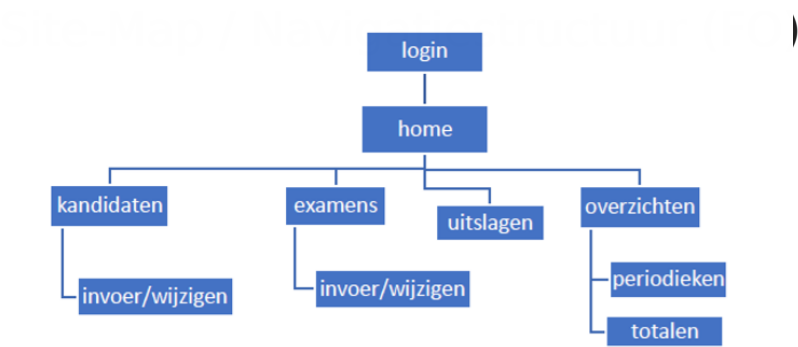 )
login
home
kandidaten
examens
uitslagen
overzichten
invoer/wijzigen
invoer/wijzigen
periodieken
totalen